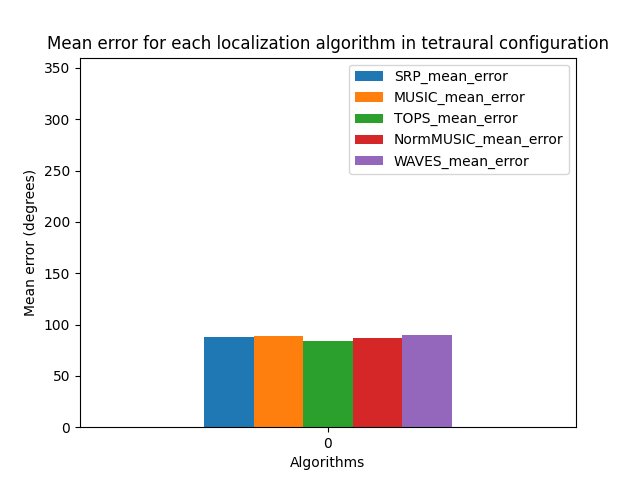 Mean error for each localization algorithm in tetraural configuration
350
300
250
200
150
100
50
0
Mean error (degrees)
SRP_mean_error
MUSIC_mean_error
TOPS_mean_error
NormMUSIC_mean_error
WAVES_mean_error
0
Algorithms